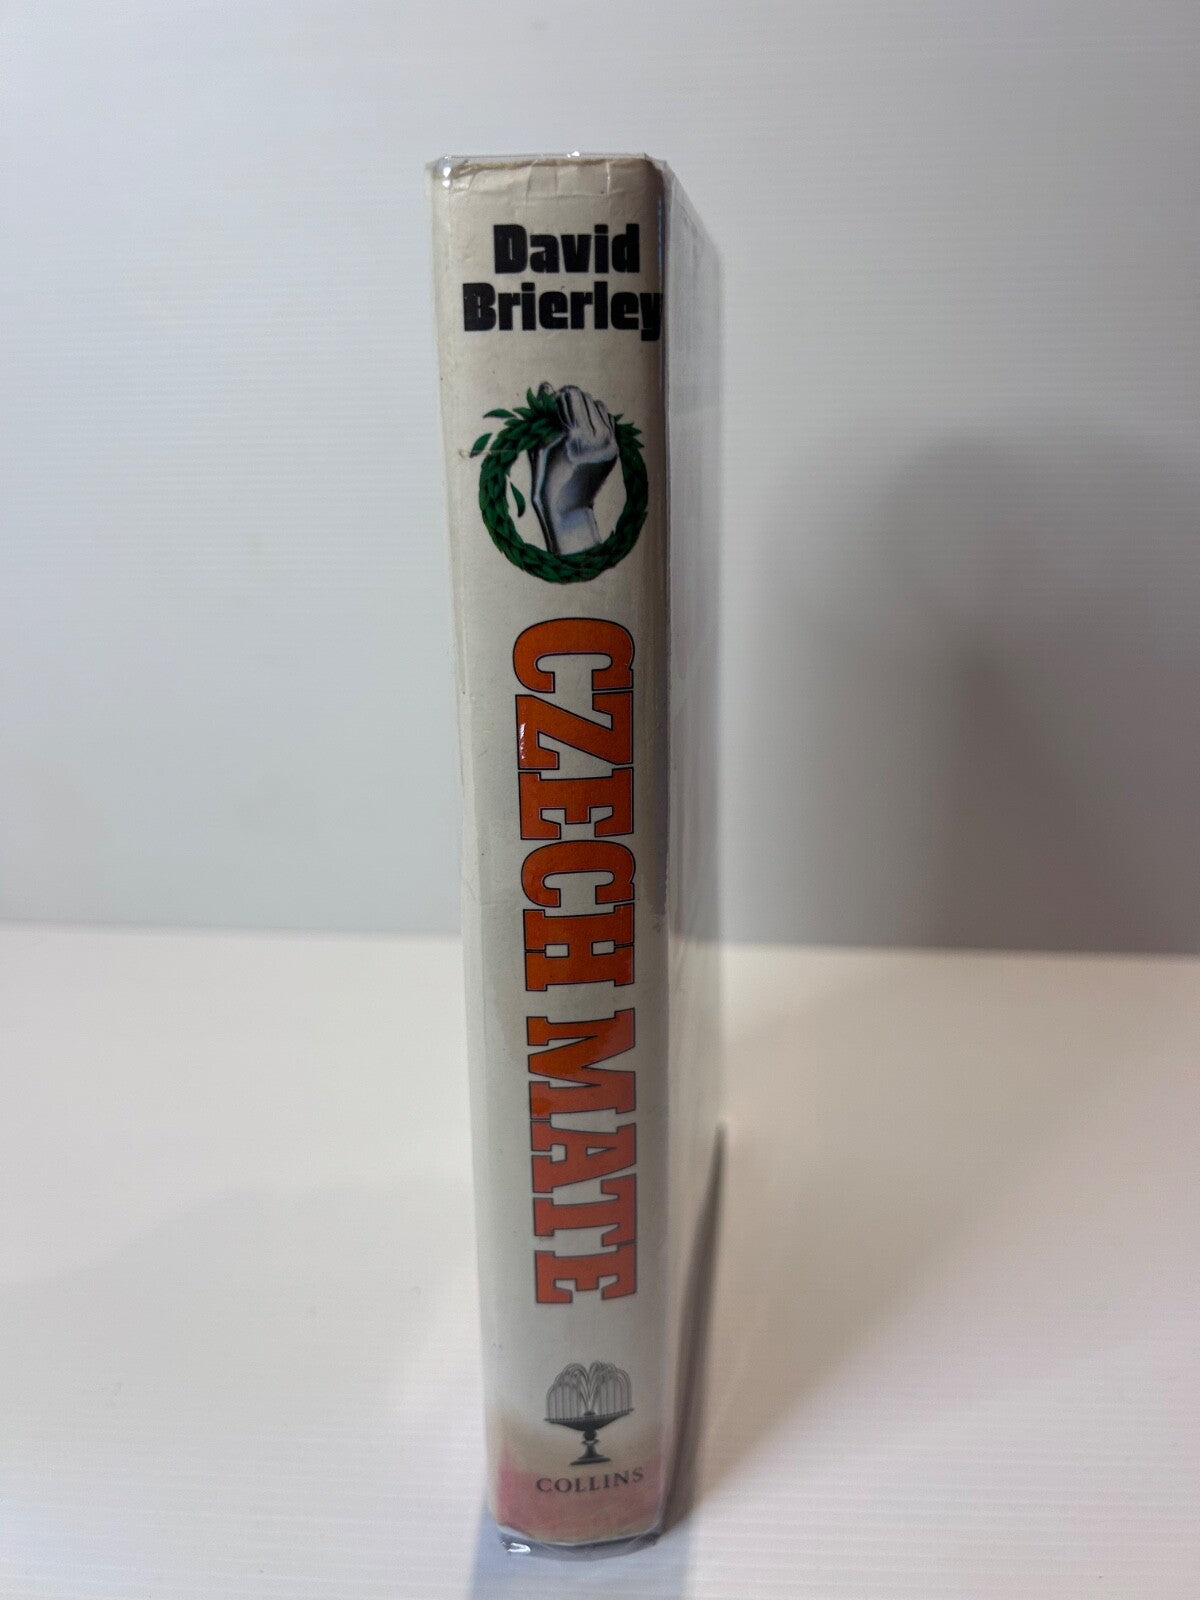 David
Brierley
CZECH MATE
COLLINS